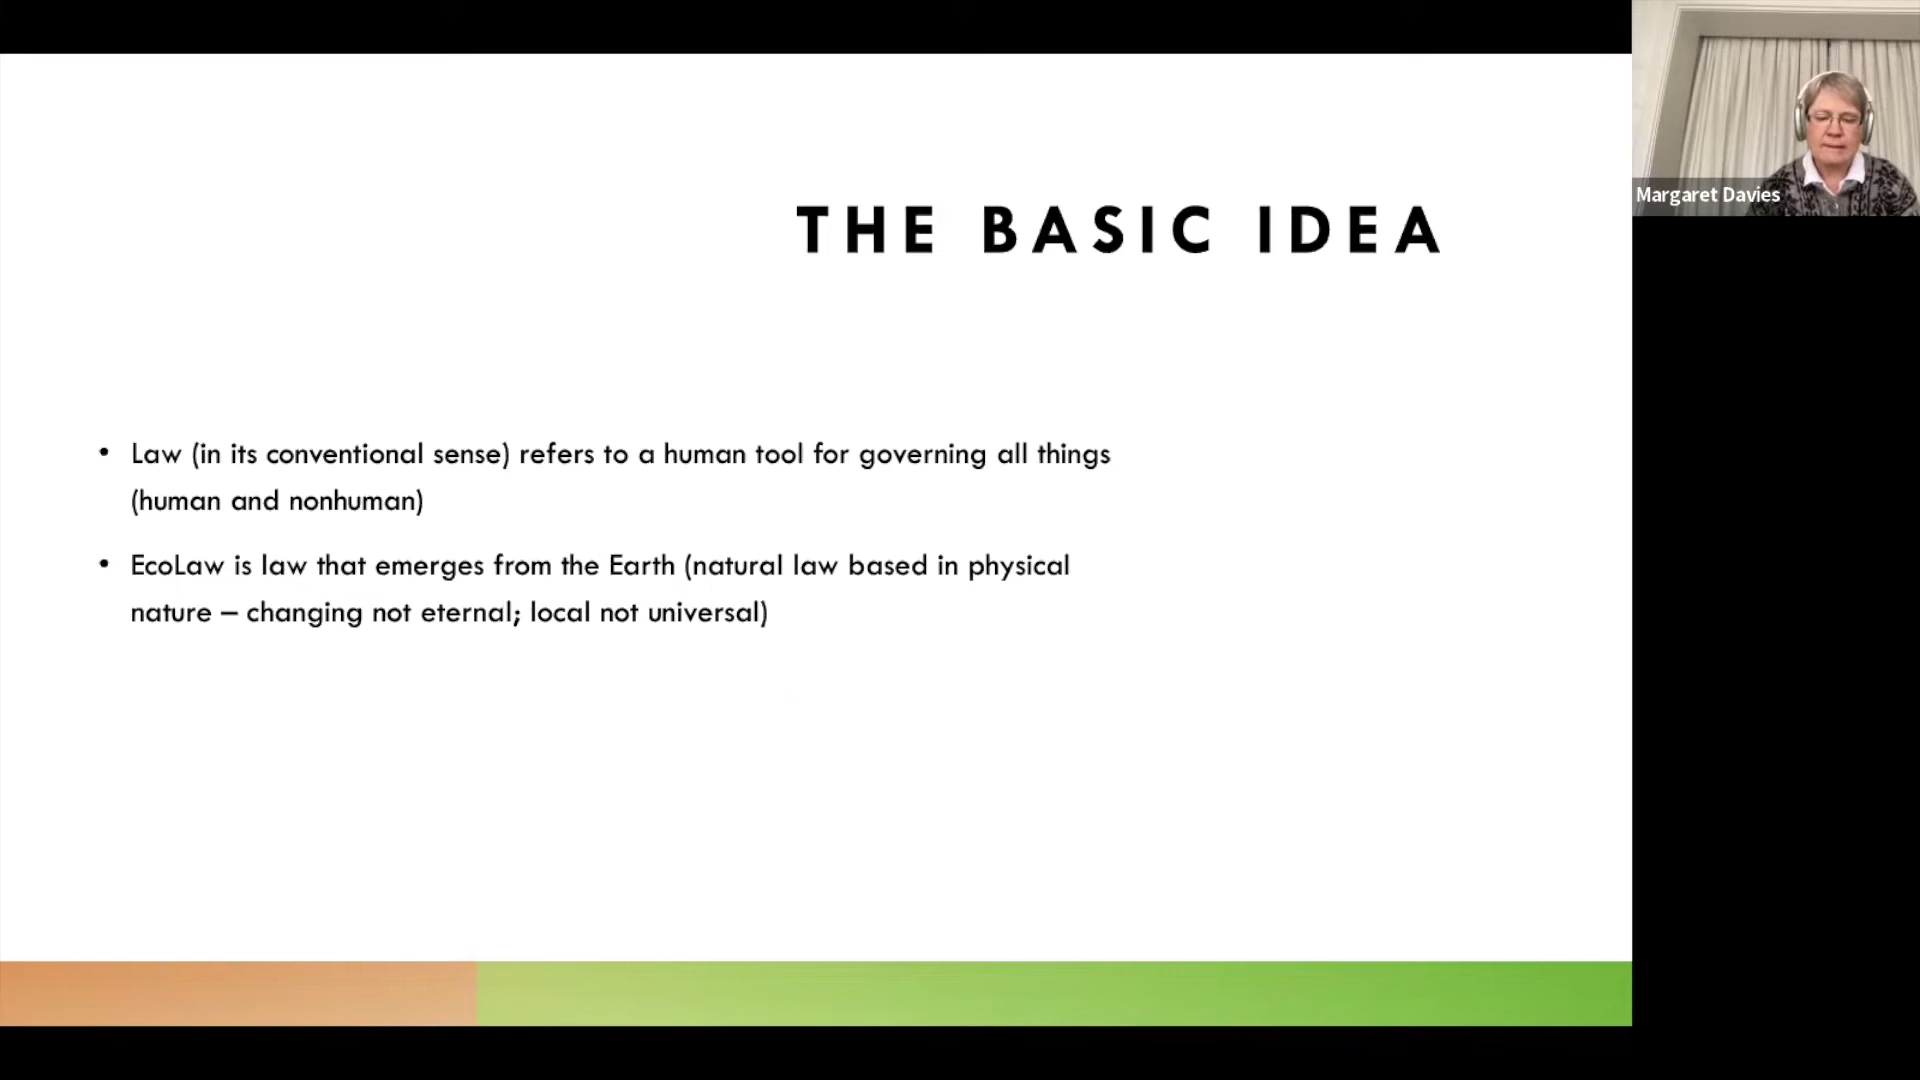 THE BASIC IDEA
Margaret Davies
• Law (in its conventional sense) refers to a human tool for governing all things
(human and nonhuman)
• EcoLaw is law that emerges from the Earth (natural law based in physical
nature – changing not eternal; local not universal)